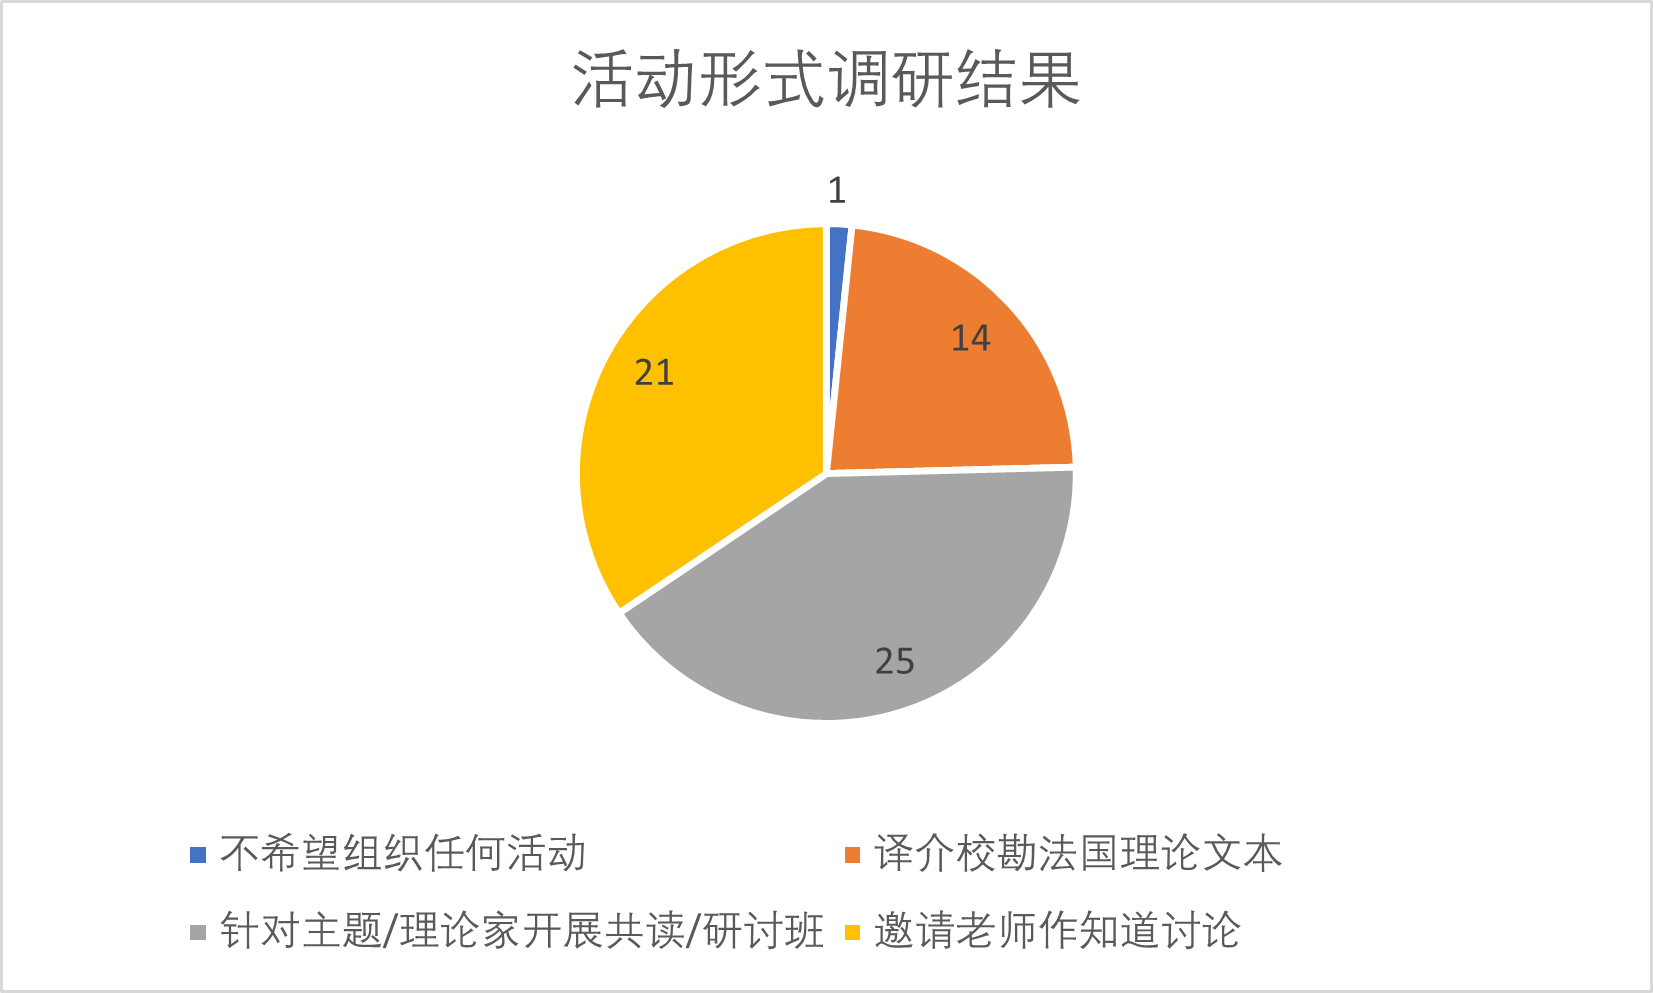 活动形式调研结果
1
14
21
25
不希望组织任何活动
译介校勘法国理论文本
针对主题/理论家开展共读/研讨班
邀请老师作知道讨论